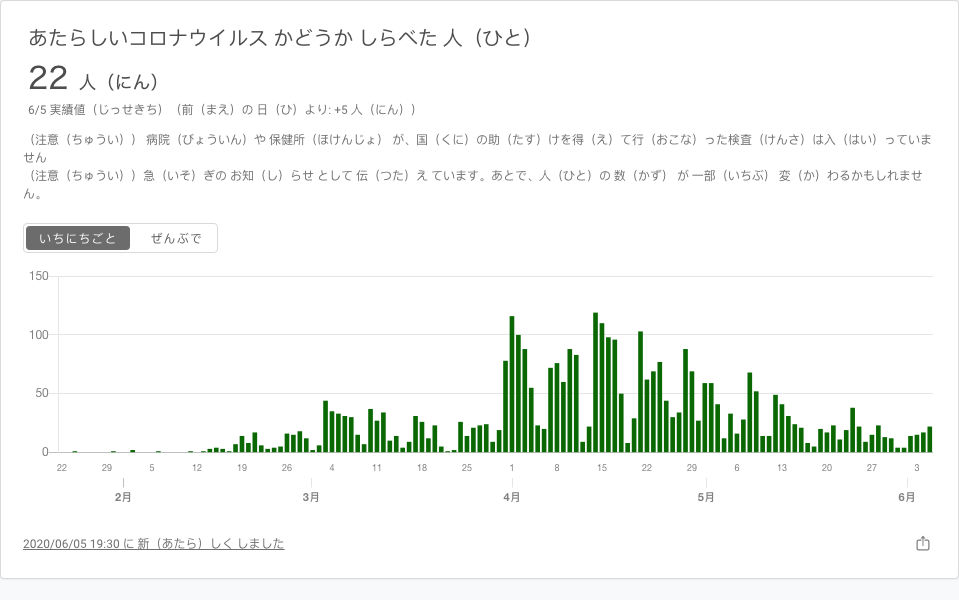 あたらしいコロナウイルス かどうか しらべた 人（ひと）
22 人（にん）
6/5 実績値（じっせきち）（前（まえ）の 日（ひ）より: +5 人（にん））
（注意（ちゅうい）） 病院（びょういん）や 保健所（ほけんじょ） が、国（くに）の助（たす）けを得（え）て行（おこな）った検査（けんさ）は入（はい）っていま
せん
（注意（ちゅうい））急（いそ）ぎの お知（し）らせ として 伝（つた）え ています。あとで、人（ひと）の 数（かず） が 一部（いちぶ） 変（か）わるかもしれませ
ん。
いちにちごと ぜんぶで
150
100
50
0
22 29 5 12 19 26 4 11 18 25 1 8 15 22 29 6 13 20 27 3
2月 3月 4月 5月 6月
2020/06/05 19:30 に 新（あたら）しく しました